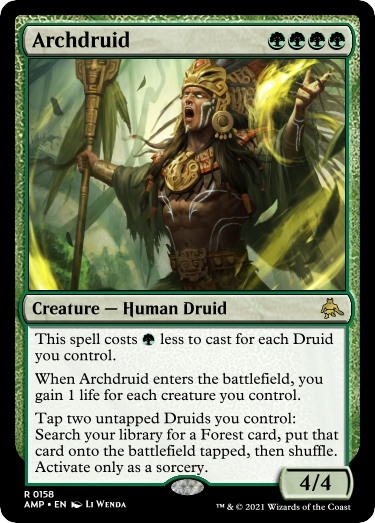 Archdruid
Creature — Human Druid
This spell costs less to cast for each Druid
you control.
When Archdruid enters the battlefield, you
gain 1 life for each creature you control.
Tap two untapped Druids you control:
Search your library for a Forest card, put that
card onto the battlefield tapped, then shuffle.
Activate only as a sorcery.
4/4
R 0158
AMP • EN Li Wenda
™ & © 2021 Wizards of the Coast